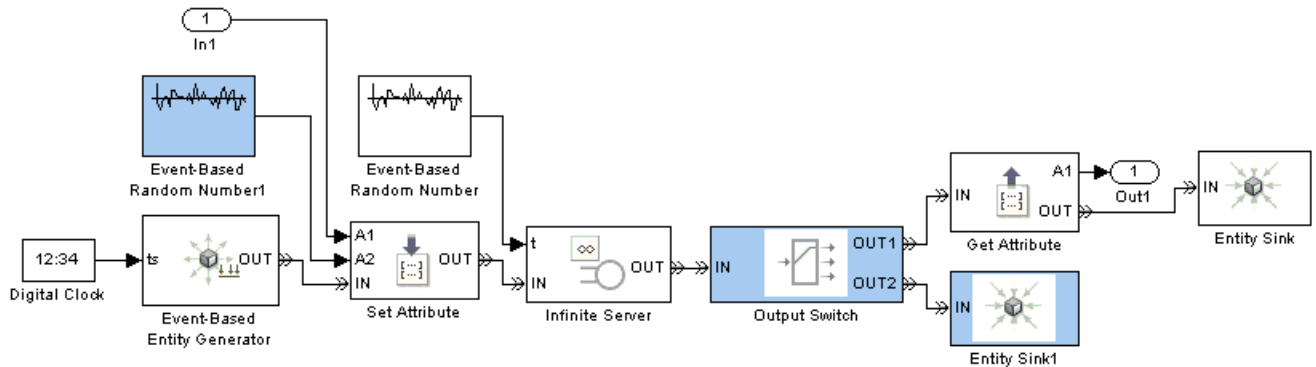 1
In1
Event-Based
Random Number1
Event-Based
Random Number
12:34
Digital Clock
ts
OUT
Event-Based
Entity Generator
A1
A2
IN
OUT
Set Attribute
t
∞
IN
OUT
Infinite Server
IN
OUT1
OUT2
Output Switch
IN
A1
[...]
OUT
Get Attribute
1
Out1
IN
Entity Sink
IN
Entity Sink1